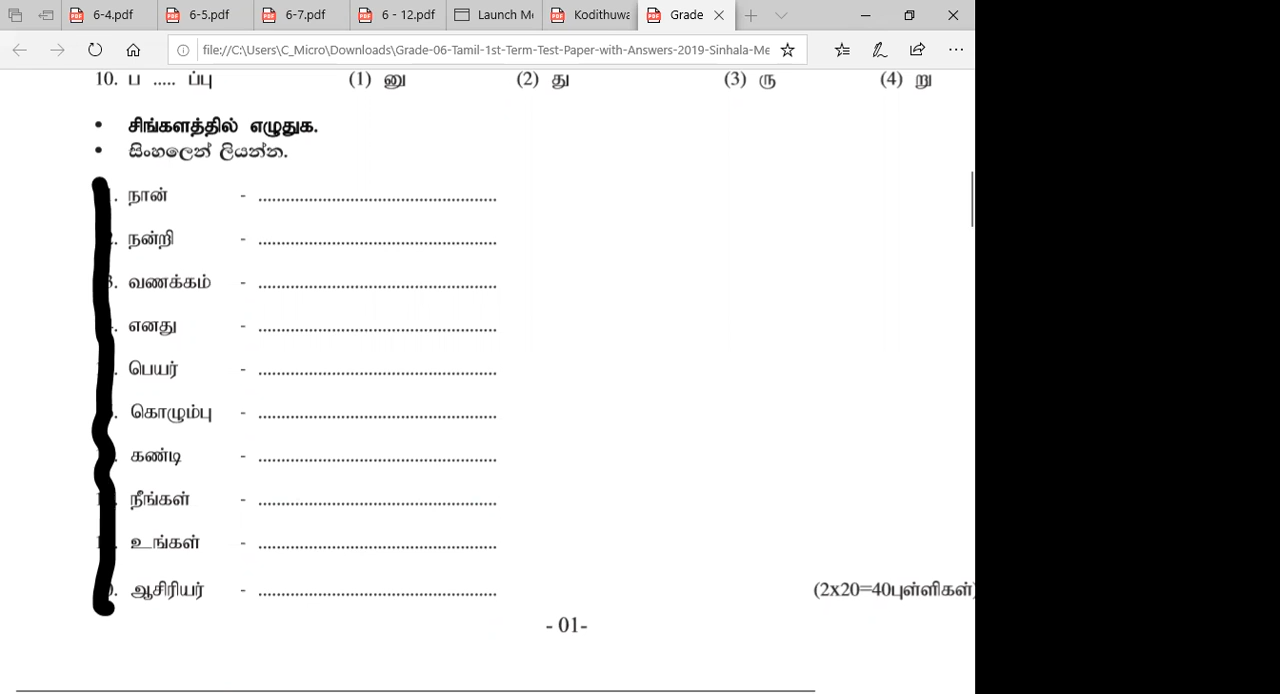 6-4.pdf 6-5.pdf 6-7.pdf 6 - 12.pdf Launch Me Kodithuwa Grade
file://C:\Users\C_Micro\Downloads\Grade-06-Tamil-1st-Term-Test-Paper-with-Answers-2019-Sinhala-Me
10. ப ..... ப்பு (1) னு (2) து (3) ரு (4) று
• சிங்களத்தில் எழுதுக.
• සිංහලෙන් ලියන්න.
. நான் - .....................................................
. நன்றி - .....................................................
. வணக்கம் - .....................................................
. எனது - .....................................................
. பெயர் - .....................................................
. கொழும்பு - .....................................................
. கண்டி - .....................................................
. நீங்கள் - .....................................................
. உங்கள் - .....................................................
. ஆசிரியர் - ..................................................... (2x20=40புள்ளிகள்)
- 01-